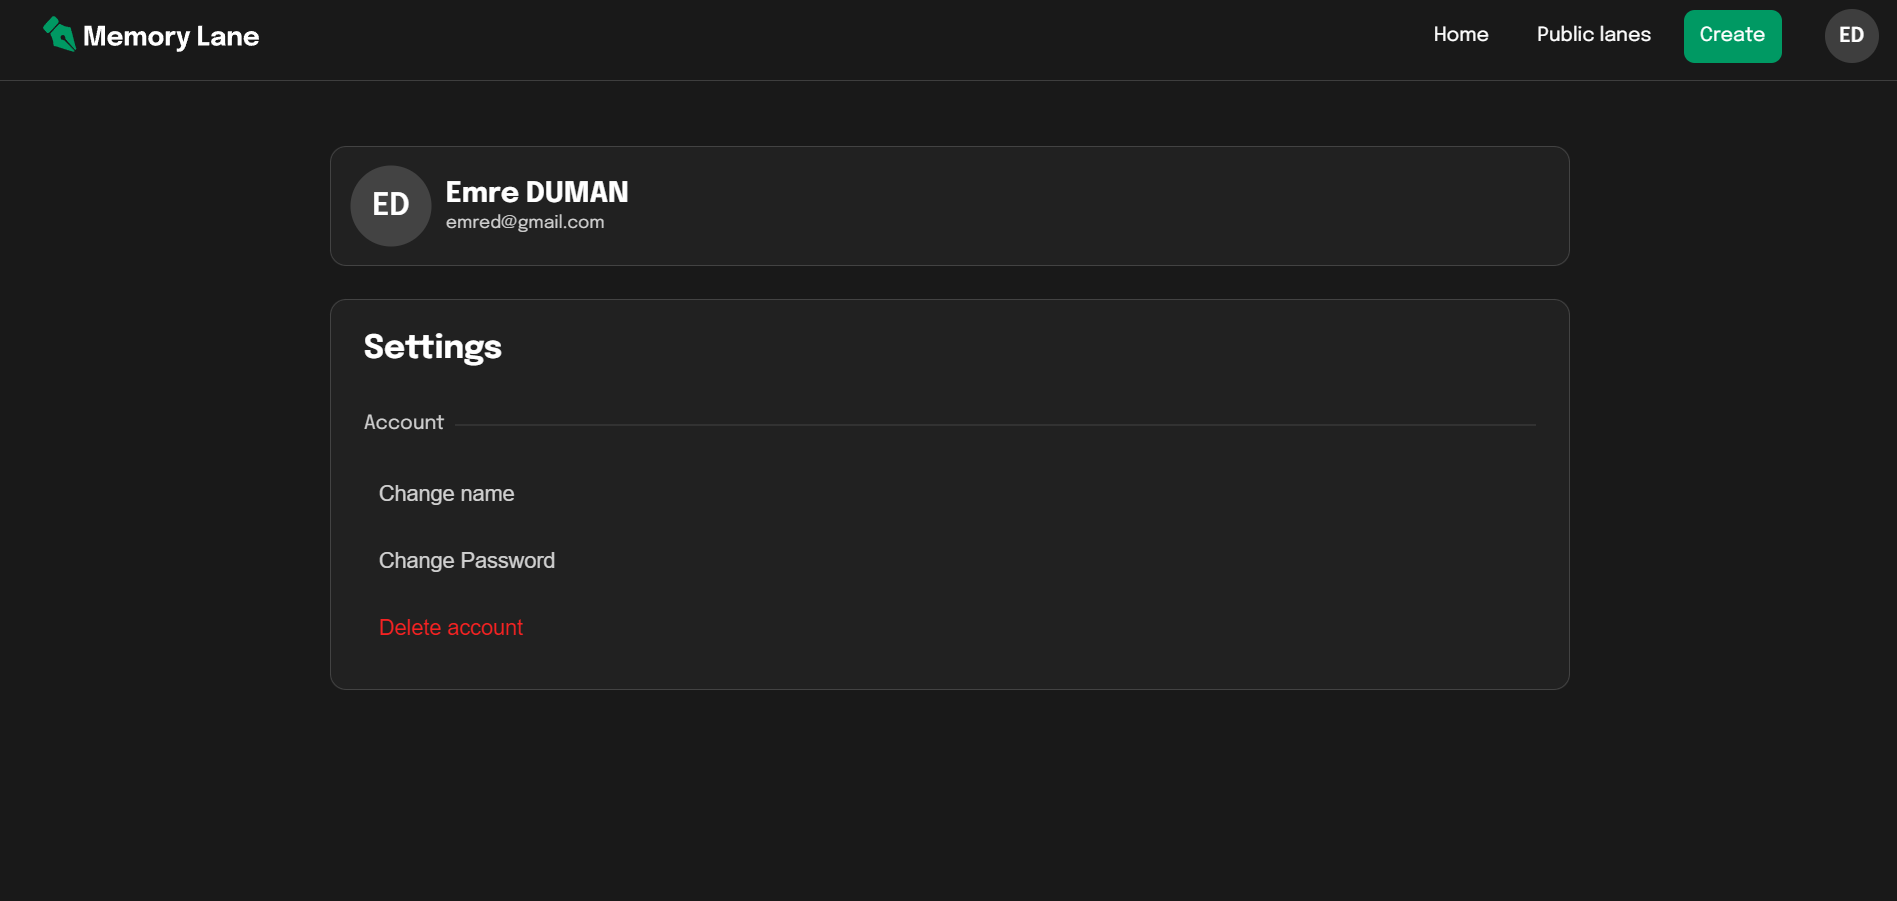 Memory Lane
Home
Public lanes
Create
ED
ED
Emre DUMAN
emred@gmail.com
Settings
Account
Change name
Change Password
Delete account